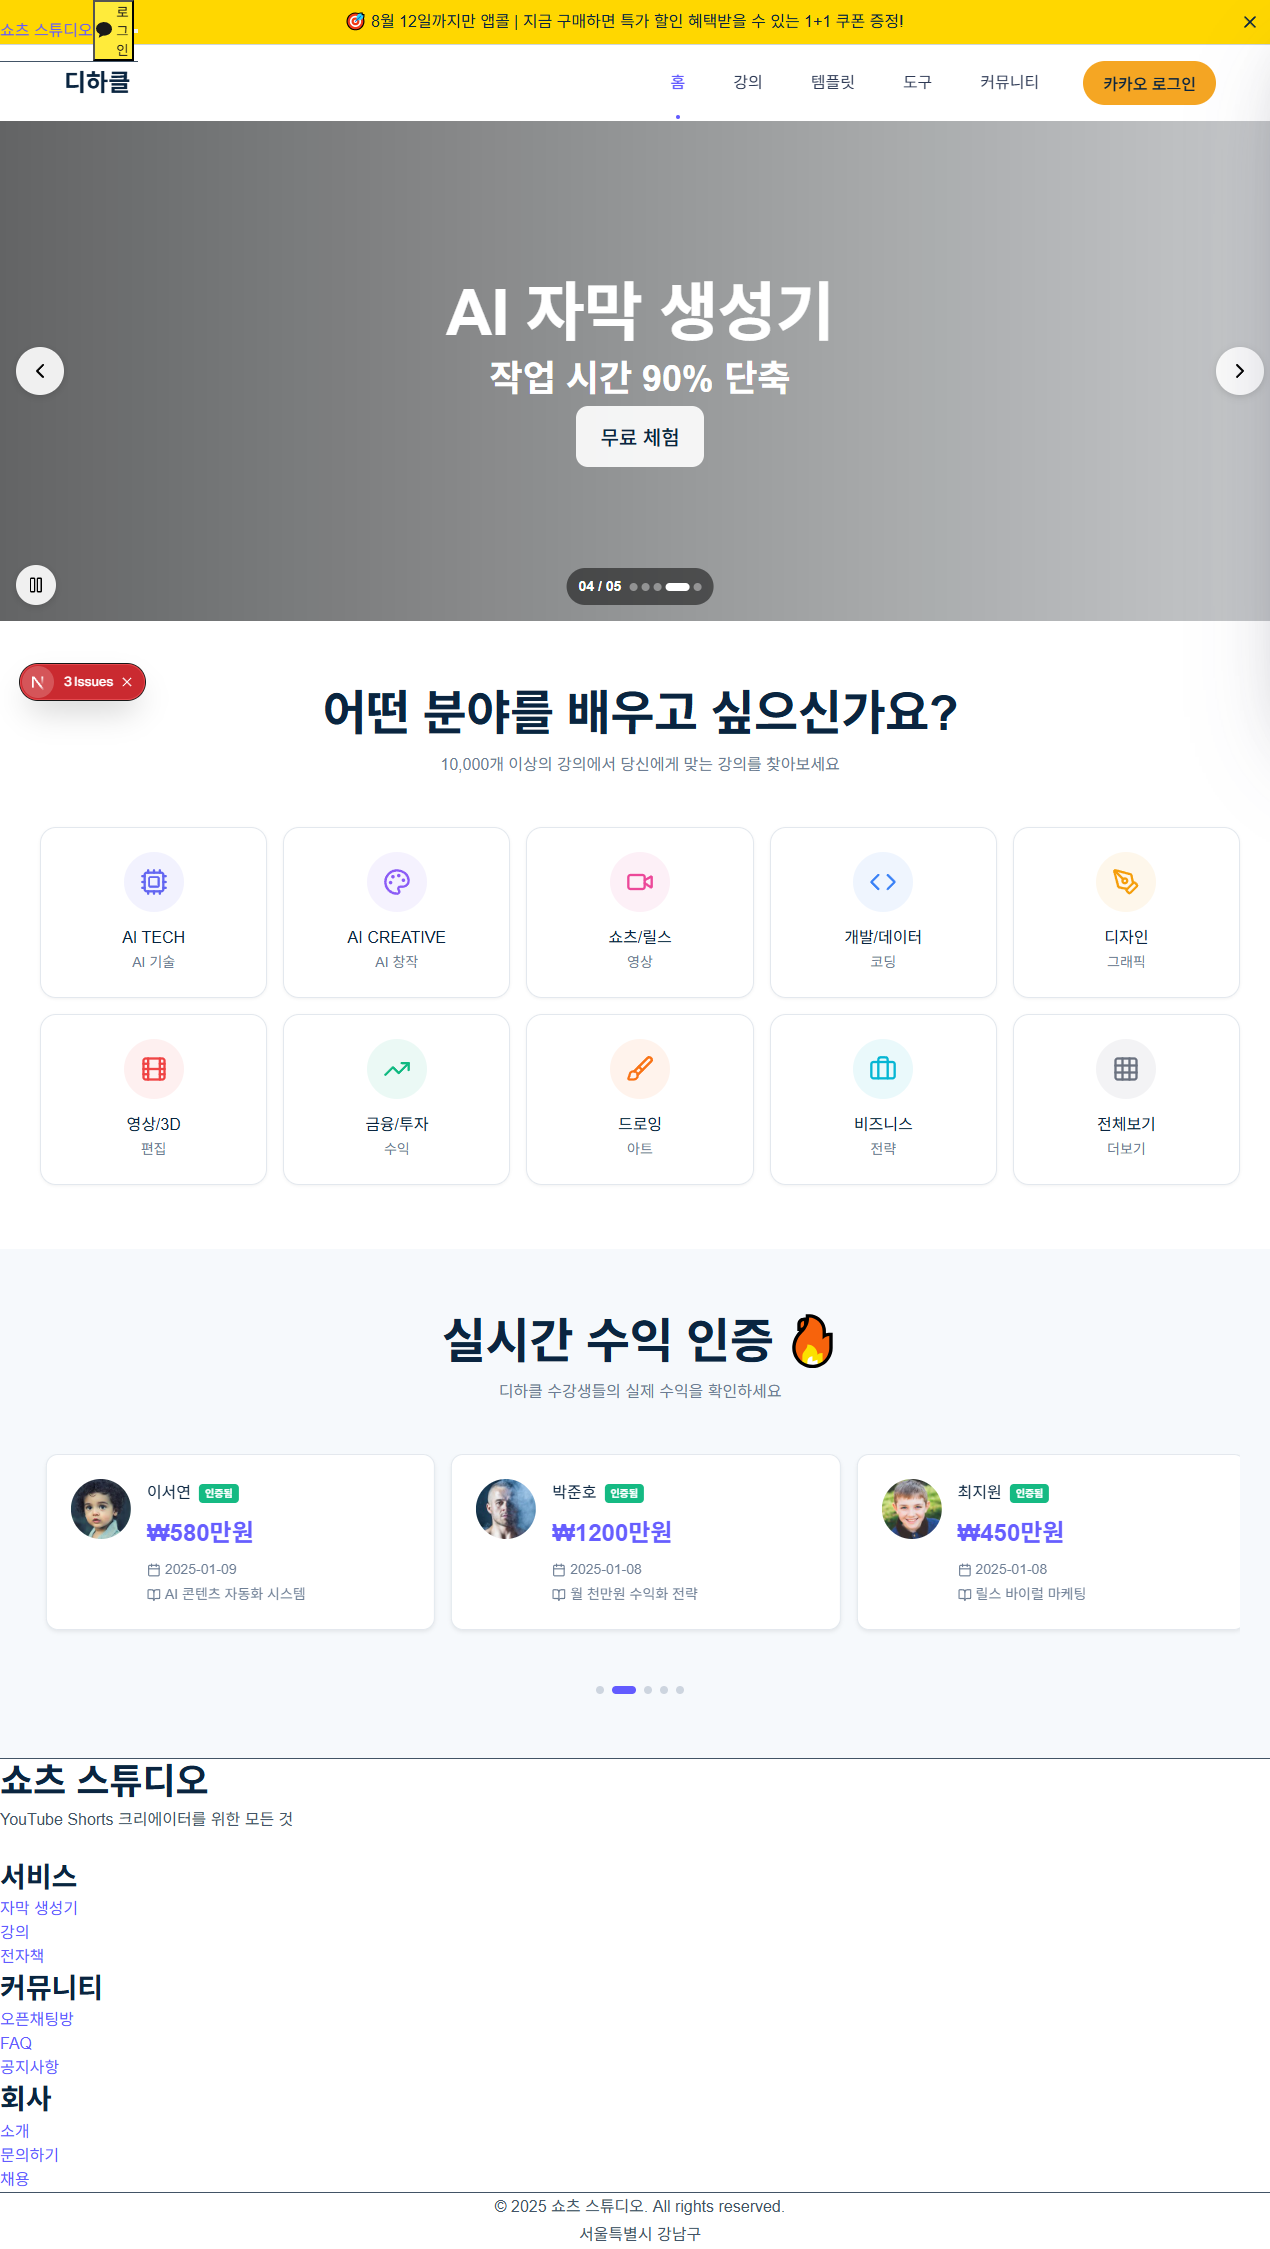 쇼츠 스튜디오
로그인
🎯 8월 12일까지만 앱콜 | 지금 구매하면 특가 할인 혜택받을 수 있는 1+1 쿠폰 증정!
디하클
홈
강의
템플릿
도구
커뮤니티
카카오 로그인
AI 자막 생성기
작업 시간 90% 단축
무료 체험
04 / 05
3 Issues
어떤 분야를 배우고 싶으신가요?
10,000개 이상의 강의에서 당신에게 맞는 강의를 찾아보세요
AI TECH
AI 기술
AI CREATIVE
AI 창작
쇼츠/릴스
영상
개발/데이터
코딩
디자인
그래픽
영상/3D
편집
금융/투자
수익
드로잉
아트
비즈니스
전략
전체보기
더보기
실시간 수익 인증 🔥
디하클 수강생들의 실제 수익을 확인하세요
이서연 인증됨
₩580만원
2025-01-09
AI 콘텐츠 자동화 시스템
박준호 인증됨
₩1200만원
2025-01-08
월 천만원 수익화 전략
최지원 인증됨
₩450만원
2025-01-08
릴스 바이럴 마케팅
쇼츠 스튜디오
YouTube Shorts 크리에이터를 위한 모든 것
서비스
자막 생성기
강의
전자책
커뮤니티
오픈채팅방
FAQ
공지사항
회사
소개
문의하기
채용
© 2025 쇼츠 스튜디오. All rights reserved.
서울특별시 강남구